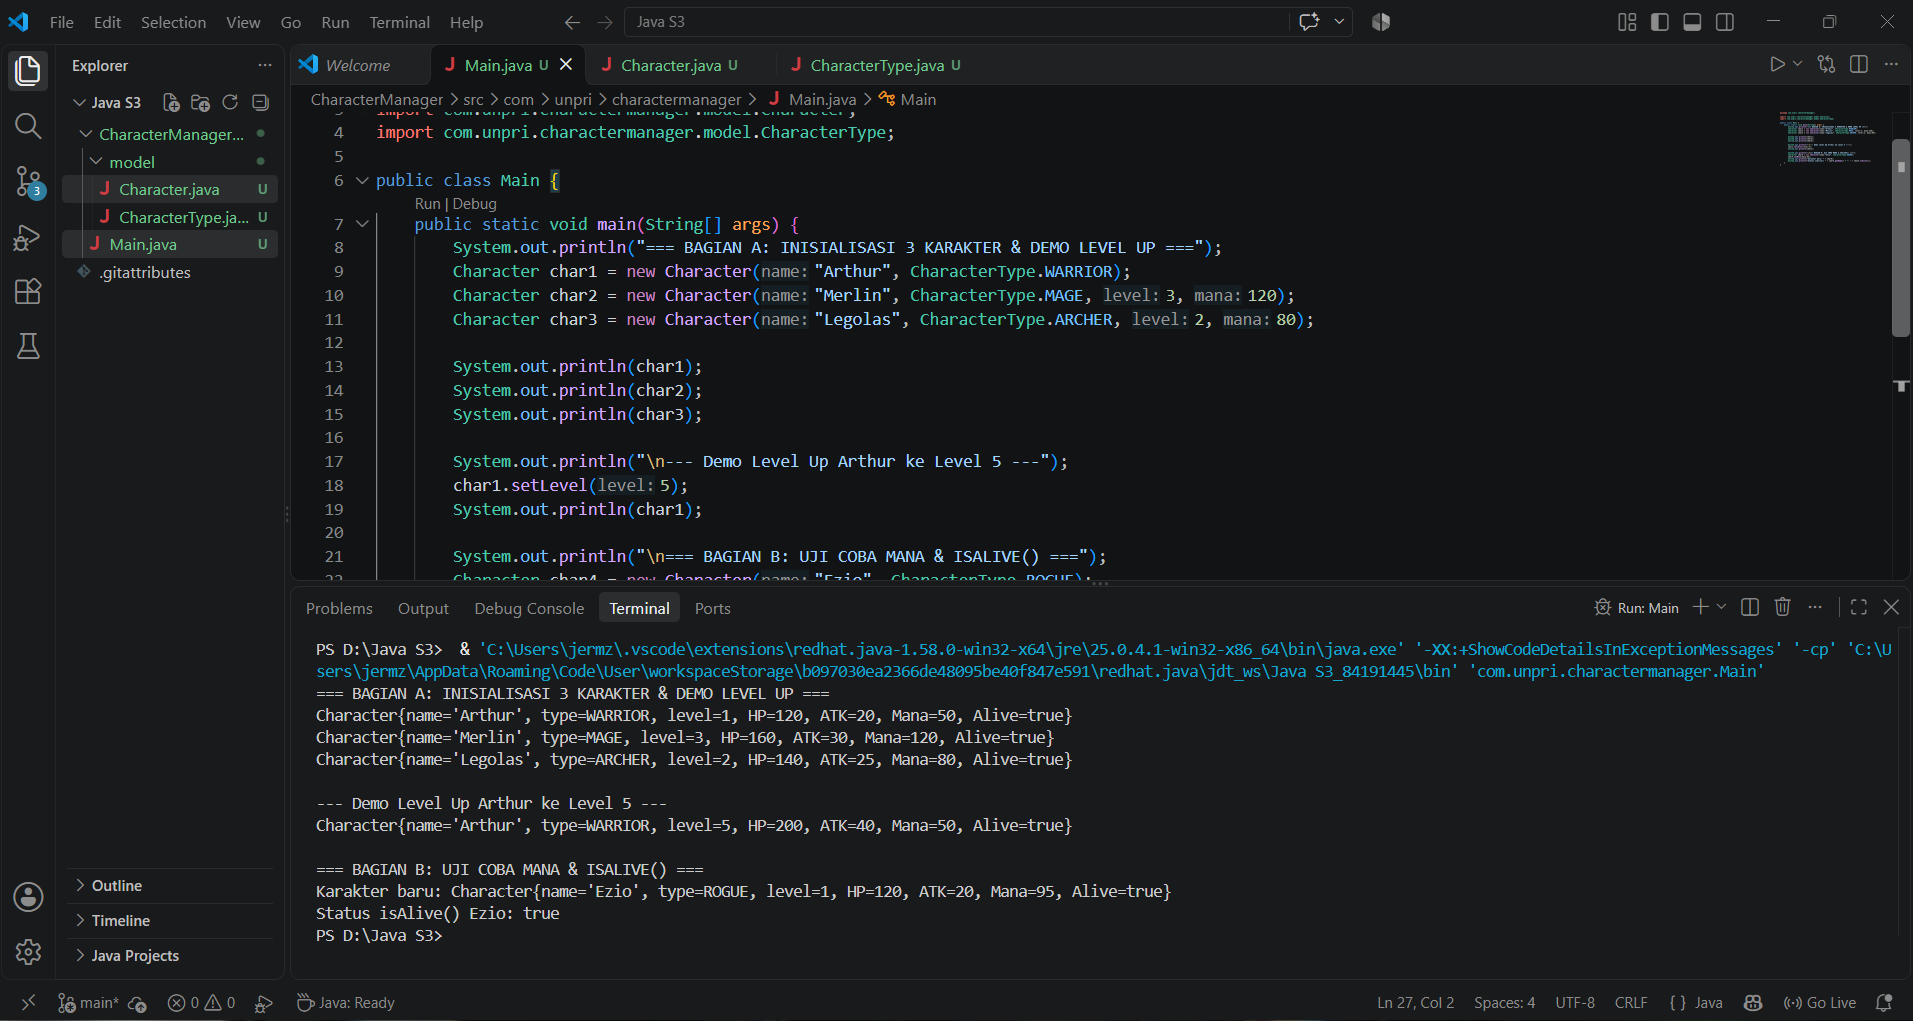 File Edit Selection View Go Run Terminal Help
Java S3
Explorer
Java S3
CharacterManager...
model
Character.java U
CharacterType.ja... U
Main.java U
.gitattributes
Outline
Timeline
Java Projects
Welcome Main.java U Character.java U CharacterType.java U
CharacterManager > src > com > unpri > charactermanager > Main.java > Main
3 import com.unpri.charactermanager.model.Character;
4 import com.unpri.charactermanager.model.CharacterType;
5
6 public class Main {
Run | Debug
7 public static void main(String[] args) {
8 System.out.println("=== BAGIAN A: INISIALISASI 3 KARAKTER & DEMO LEVEL UP ===");
9 Character char1 = new Character(name: "Arthur", CharacterType.WARRIOR);
10 Character char2 = new Character(name: "Merlin", CharacterType.MAGE, level: 3, mana: 120);
11 Character char3 = new Character(name: "Legolas", CharacterType.ARCHER, level: 2, mana: 80);
12
13 System.out.println(char1);
14 System.out.println(char2);
15 System.out.println(char3);
16
17 System.out.println("\n--- Demo Level Up Arthur ke Level 5 ---");
18 char1.setLevel(level: 5);
19 System.out.println(char1);
20
21 System.out.println("\n=== BAGIAN B: UJI COBA MANA & ISALIVE() ===");
22 Character char4 = new Character(name: "Ezio", CharacterType.ROGUE);
Problems Output Debug Console Terminal Ports
Run: Main
PS D:\Java S3> & 'C:\Users\jermz\.vscode\extensions\redhat.java-1.58.0-win32-x64\jre\25.0.4.1-win32-x86_64\bin\java.exe' '-XX:+ShowCodeDetailsInExceptionMessages' '-cp' 'C:\U
sers\jermz\AppData\Roaming\Code\User\workspaceStorage\b097030ea2366de48095be40f847e591\redhat.java\jdt_ws\Java S3_84191445\bin' 'com.unpri.charactermanager.Main'
=== BAGIAN A: INISIALISASI 3 KARAKTER & DEMO LEVEL UP ===
Character{name='Arthur', type=WARRIOR, level=1, HP=120, ATK=20, Mana=50, Alive=true}
Character{name='Merlin', type=MAGE, level=3, HP=160, ATK=30, Mana=120, Alive=true}
Character{name='Legolas', type=ARCHER, level=2, HP=140, ATK=25, Mana=80, Alive=true}

--- Demo Level Up Arthur ke Level 5 ---
Character{name='Arthur', type=WARRIOR, level=5, HP=200, ATK=40, Mana=50, Alive=true}

=== BAGIAN B: UJI COBA MANA & ISALIVE() ===
Karakter baru: Character{name='Ezio', type=ROGUE, level=1, HP=120, ATK=20, Mana=95, Alive=true}
Status isAlive() Ezio: true
PS D:\Java S3>
3
main* 0 0 Java: Ready
Ln 27, Col 2 Spaces: 4 UTF-8 CRLF { } Java Go Live